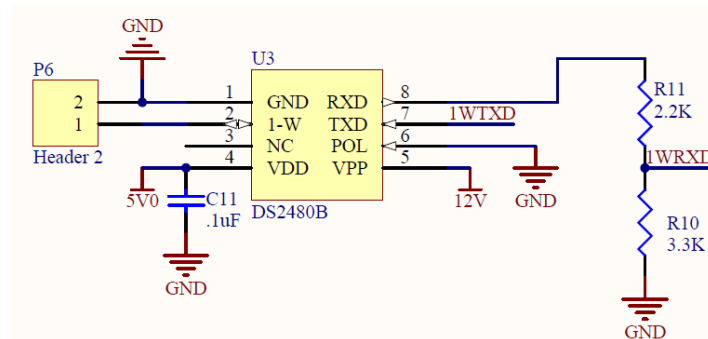 GND
P6
2
1
Header 2
U3
1
2
3
4
GND
1-W
NC
VDD
RXD
TXD
POL
VPP
8
7
6
5
DS2480B
1WTXD
5V0
C11
.1uF
GND
12V
GND
R11
2.2K
1WRXD
R10
3.3K
GND